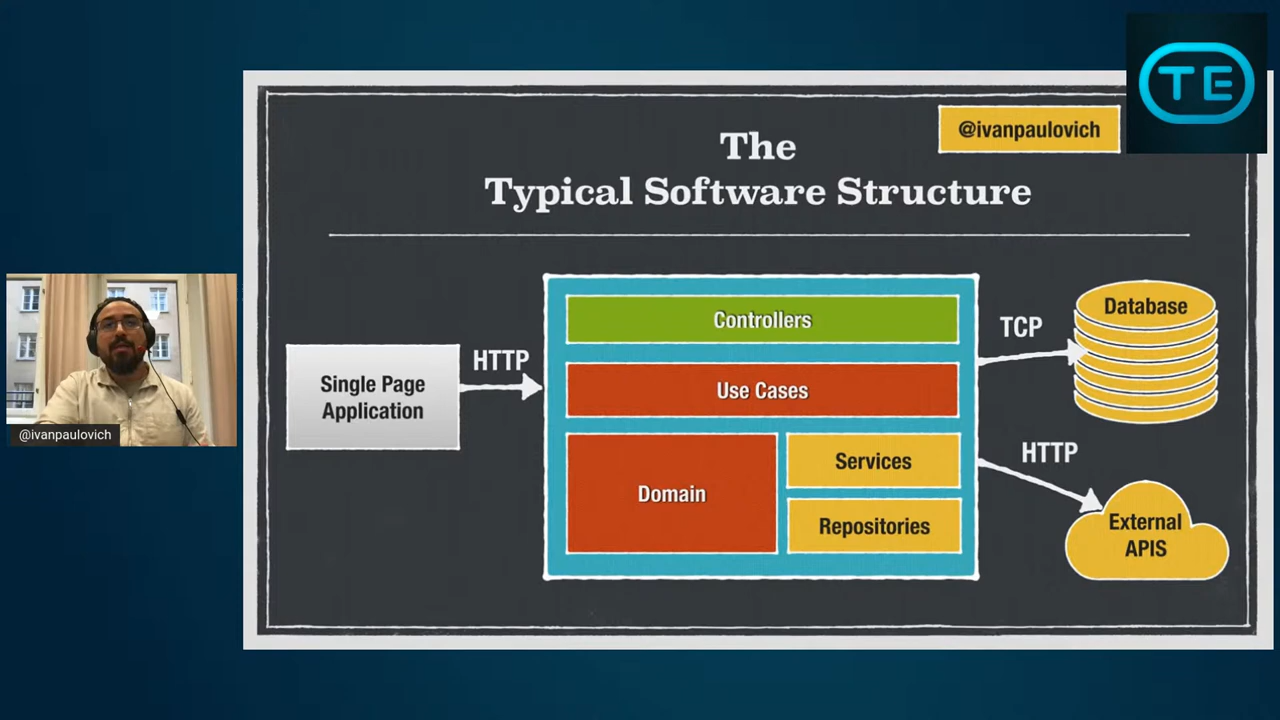 TE
@ivanpaulovich
The
Typical Software Structure
Single Page
Application
HTTP
Controllers
Use Cases
Domain
Services
Repositories
TCP
Database
HTTP
External
APIS
@ivanpaulovich